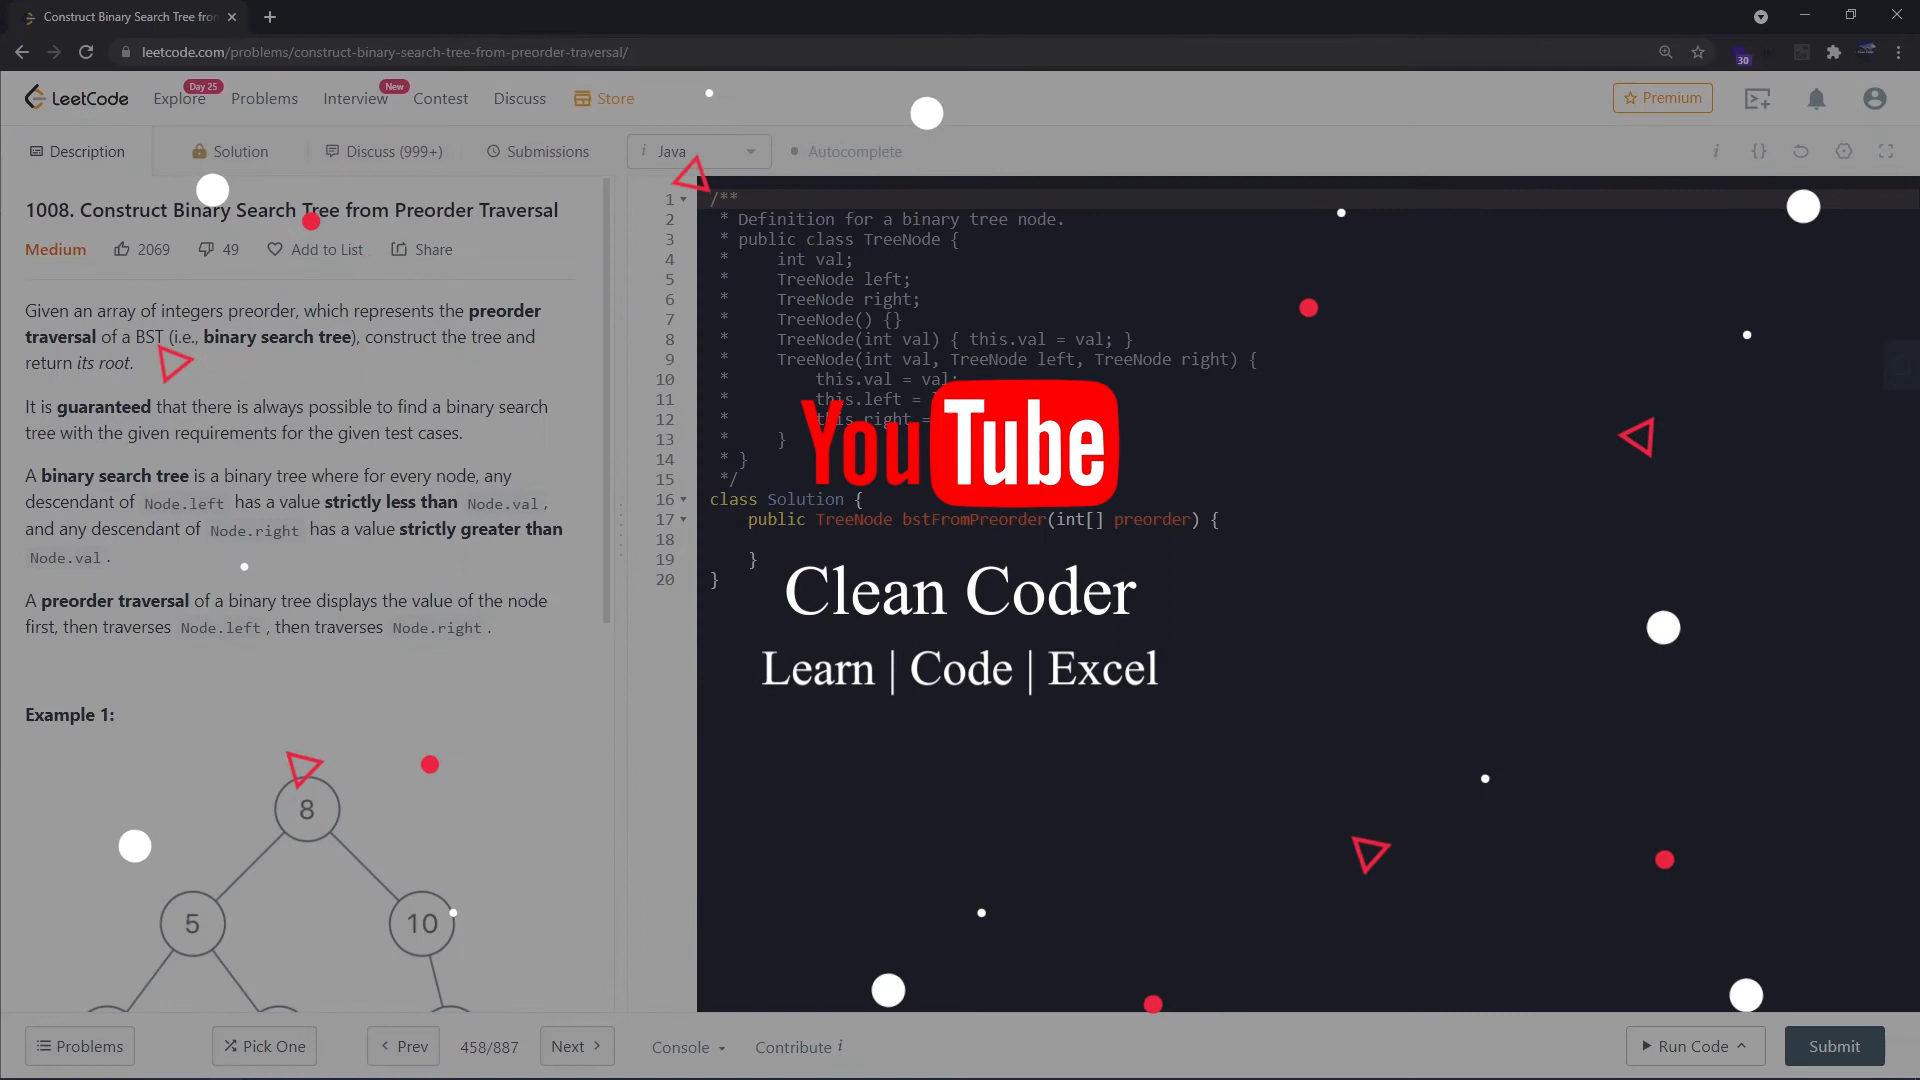 Construct Binary Search Tree from
leetcode.com/problems/construct-binary-search-tree-from-preorder-traversal/
30
LeetCode
Explore
Day 25
Problems
Interview
New
Contest
Discuss
Store
Premium
Description
Solution
Discuss (999+)
Submissions
i Java
Autocomplete
1008. Construct Binary Search Tree from Preorder Traversal
Medium
2069
49
Add to List
Share
Given an array of integers preorder, which represents the preorder
traversal of a BST (i.e., binary search tree), construct the tree and
return its root.
It is guaranteed that there is always possible to find a binary search
tree with the given requirements for the given test cases.
A binary search tree is a binary tree where for every node, any
descendant of Node.left has a value strictly less than Node.val,
and any descendant of Node.right has a value strictly greater than
Node.val.
A preorder traversal of a binary tree displays the value of the node
first, then traverses Node.left, then traverses Node.right.
Example 1:
8
5
10
1 /**
2 * Definition for a binary tree node.
3 * public class TreeNode {
4 *     int val;
5 *     TreeNode left;
6 *     TreeNode right;
7 *     TreeNode() {}
8 *     TreeNode(int val) { this.val = val; }
9 *     TreeNode(int val, TreeNode left, TreeNode right) {
10 *         this.val = val;
11 *         this.left =
12 *         this.right =
13 *     }
14 * }
15 */
16 class Solution {
17     public TreeNode bstFromPreorder(int[] preorder) {
18
19     }
20 }
YouTube
Clean Coder
Learn | Code | Excel
Problems
Pick One
Prev
458/887
Next
Console
Contribute i
Run Code
Submit